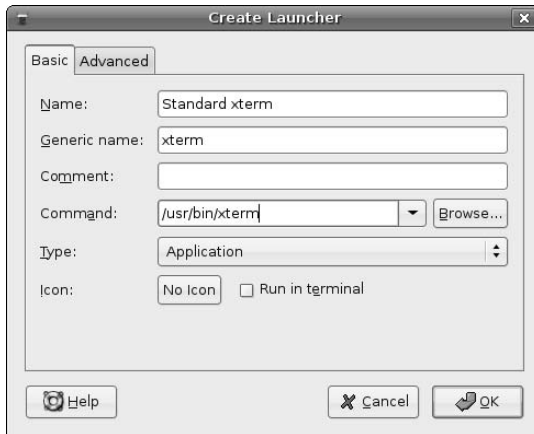 Create Launcher
Basic Advanced
Name: Standard xterm
Generic name: xterm
Comment:
Command: /usr/bin/xterm Browse...
Type: Application
Icon: No Icon Run in terminal
Help Cancel OK